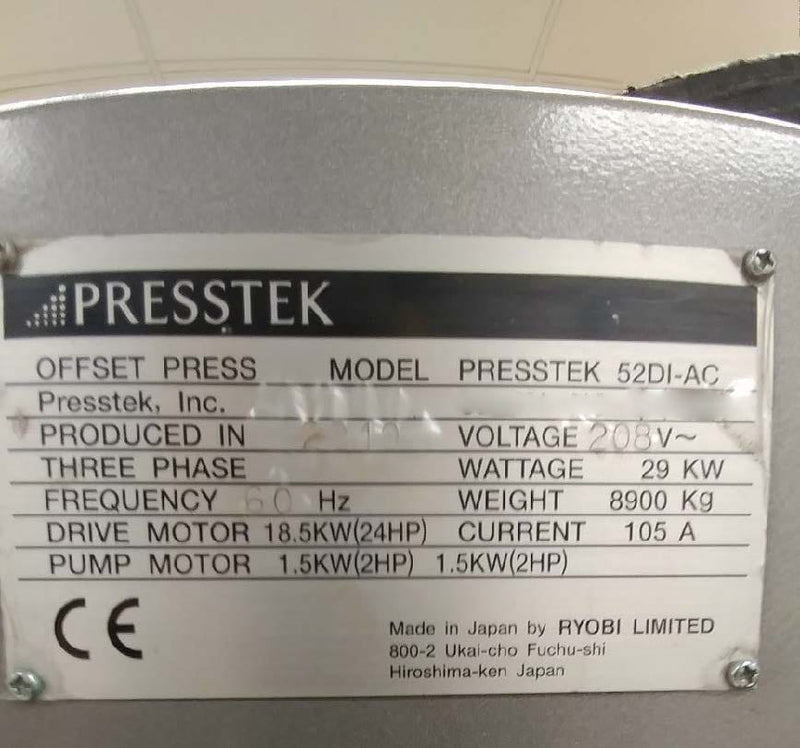 PRESSTEK
OFFSET PRESS MODEL PRESSTEK 52DI-AC
Presstek, Inc.
PRODUCED IN VOLTAGE 208V~
THREE PHASE WATTAGE 29 KW
FREQUENCY 60 Hz WEIGHT 8900 Kg
DRIVE MOTOR 18.5KW(24HP) CURRENT 105 A
PUMP MOTOR 1.5KW(2HP) 1.5KW(2HP)
CE
Made in Japan by RYOBI LIMITED
800-2 Ukai-cho Fuchu-shi
Hiroshima-ken Japan